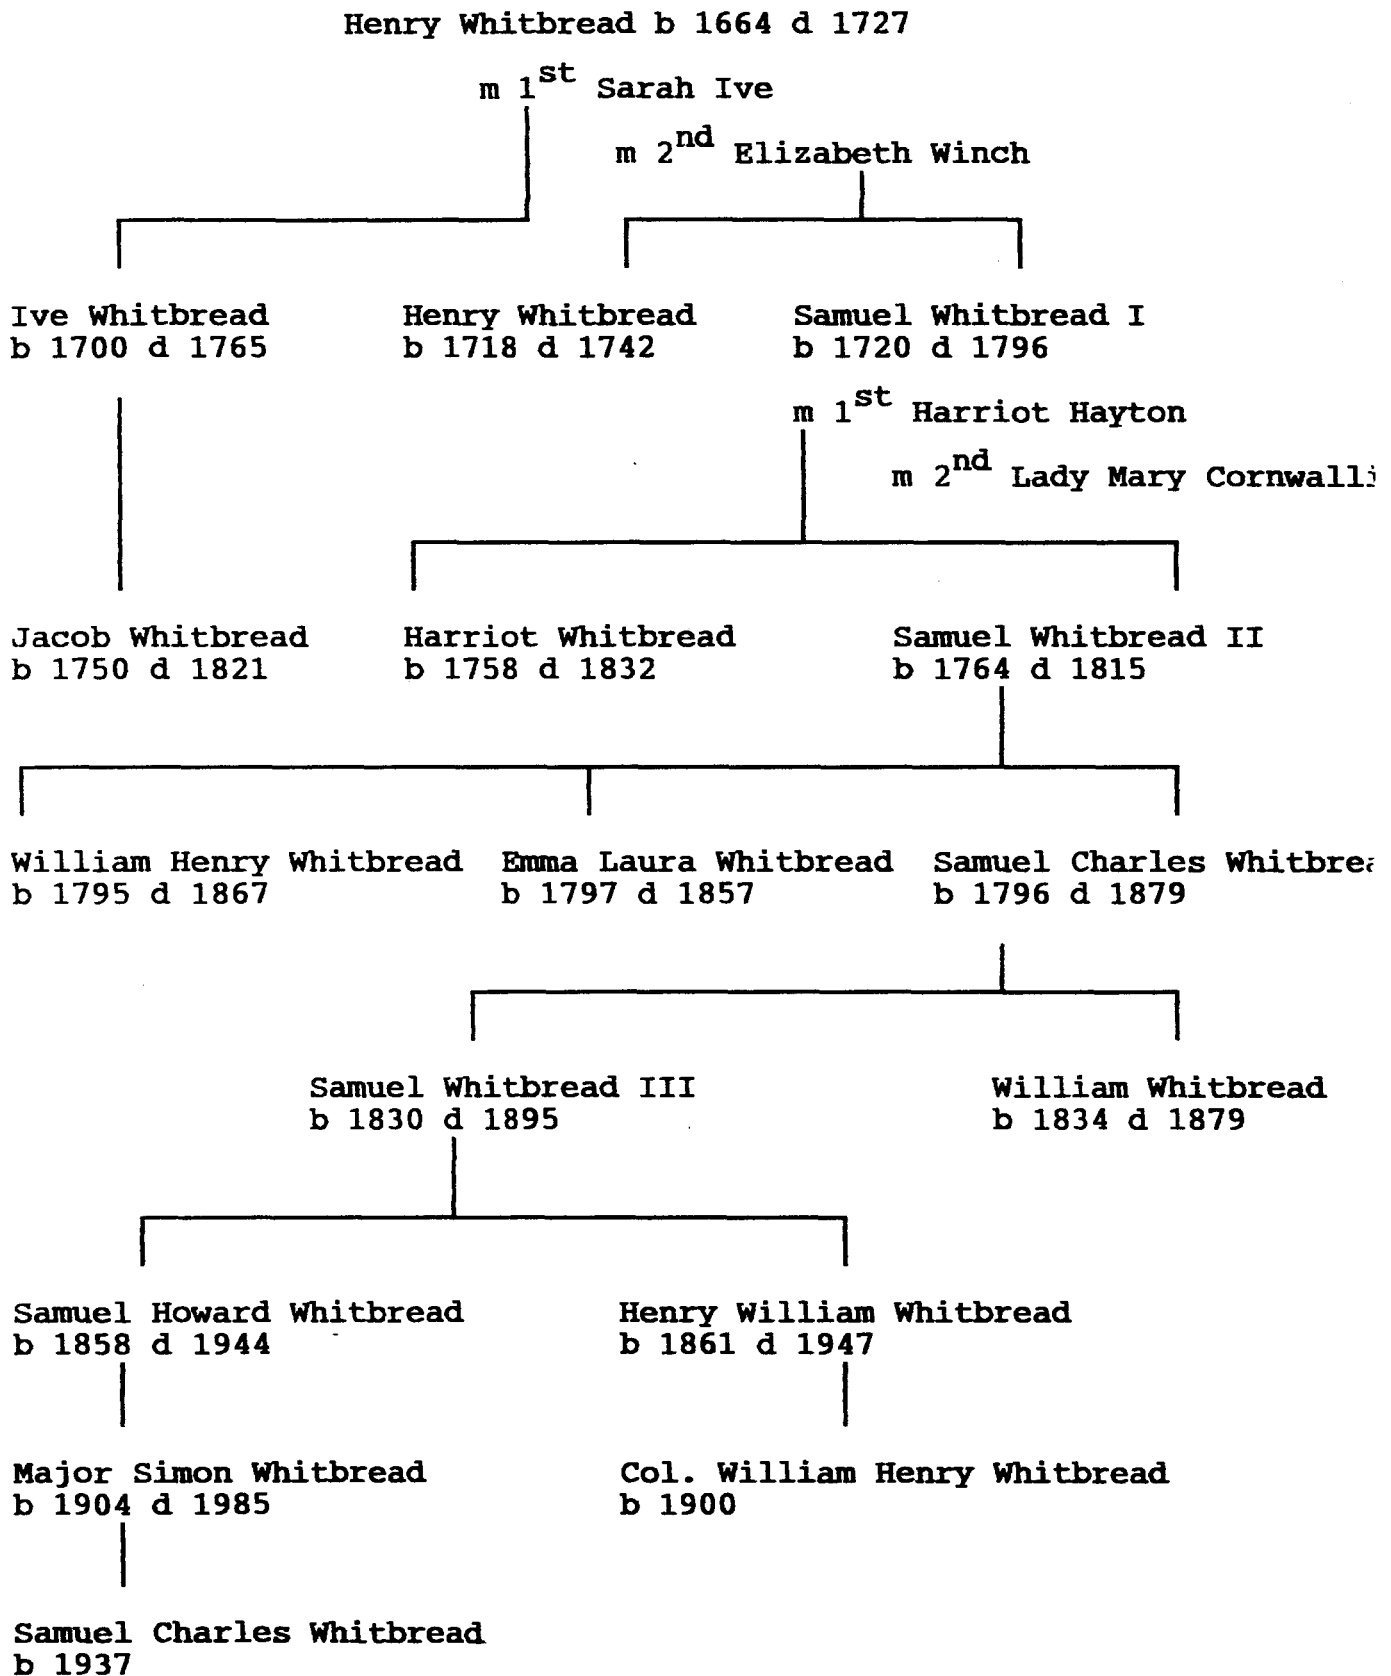 Henry Whitbread b 1664 d 1727
m 1st Sarah Ive
m 2nd Elizabeth Winch
Ive Whitbread Henry Whitbread Samuel Whitbread I
b 1700 d 1765 b 1718 d 1742 b 1720 d 1796
m 1st Harriot Hayton
m 2nd Lady Mary Cornwalli
Jacob Whitbread Harriot Whitbread Samuel Whitbread II
b 1750 d 1821 b 1758 d 1832 b 1764 d 1815
William Henry Whitbread Emma Laura Whitbread Samuel Charles Whitbrea
b 1795 d 1867 b 1797 d 1857 b 1796 d 1879
Samuel Whitbread III William Whitbread
b 1830 d 1895 b 1834 d 1879
Samuel Howard Whitbread Henry William Whitbread
b 1858 d 1944 b 1861 d 1947
Major Simon Whitbread Col. William Henry Whitbread
b 1904 d 1985 b 1900
Samuel Charles Whitbread
b 1937